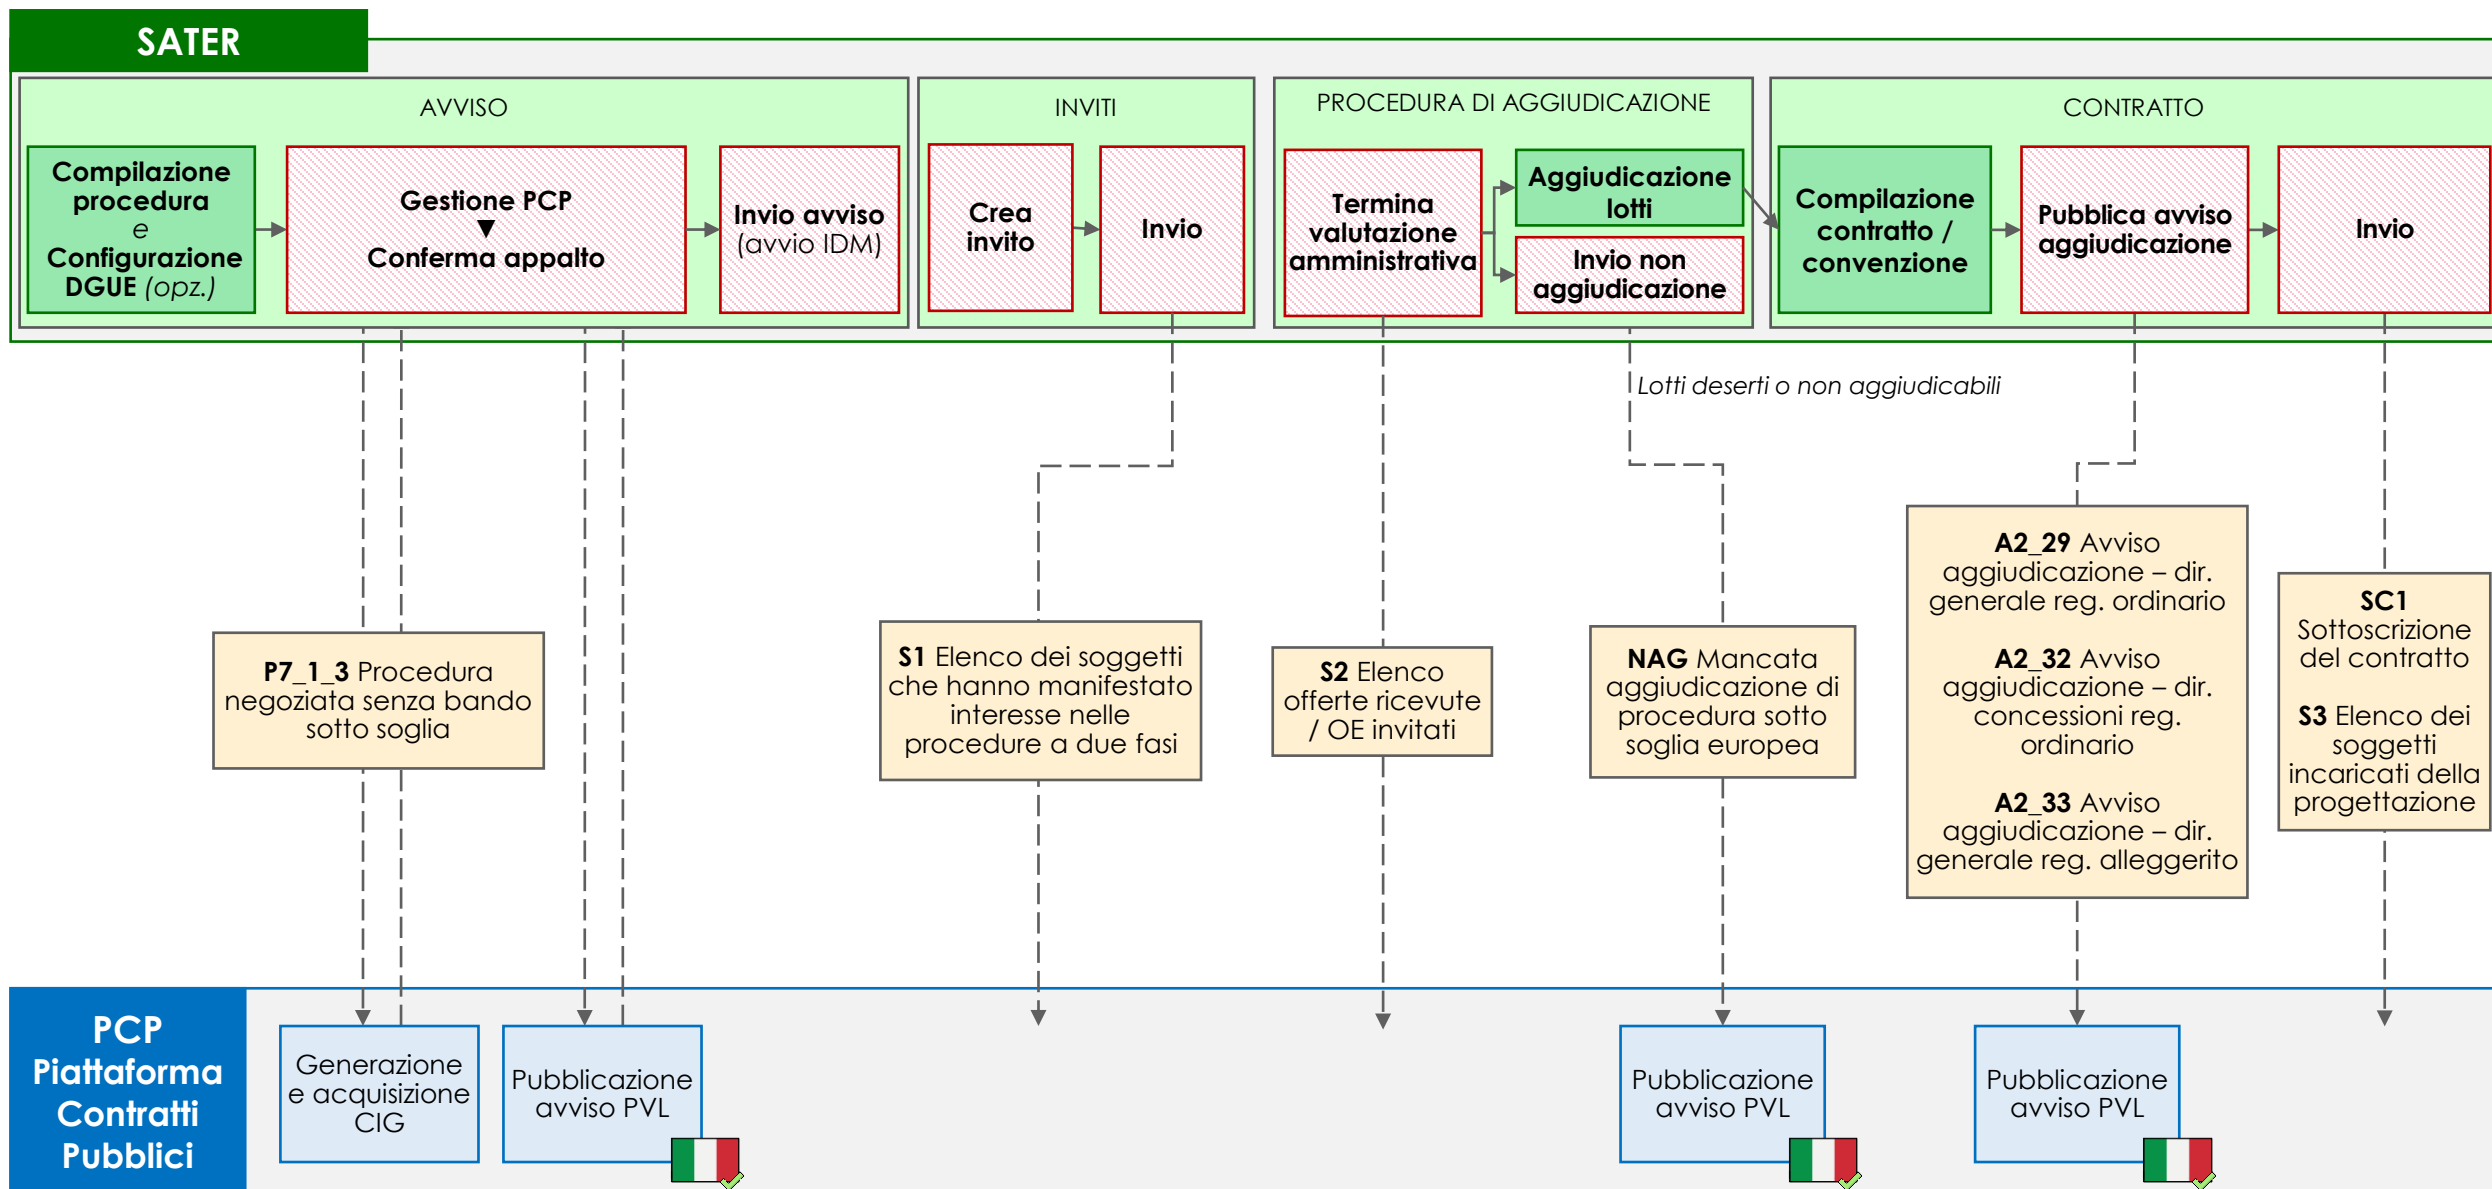 SATER
AVVISO
Compilazione
procedura
e
Configurazione
DGUE (opz.)
Gestione PCP
▼
Conferma appalto
Invio avviso
(avvio IDM)
INVITI
Crea
invito
Invio
PROCEDURA DI AGGIUDICAZIONE
Termina
valutazione
amministrativa
Aggiudicazione
lotti
Invio non
aggiudicazione
CONTRATTO
Compilazione
contratto /
convenzione
Pubblica avviso
aggiudicazione
Invio
Lotti deserti o non aggiudicabili
P7_1_3 Procedura
negoziata senza bando
sotto soglia
S1 Elenco dei soggetti
che hanno manifestato
interesse nelle
procedure a due fasi
S2 Elenco
offerte ricevute
/ OE invitati
NAG Mancata
aggiudicazione di
procedura sotto
soglia europea
A2_29 Avviso
aggiudicazione – dir.
generale reg. ordinario
A2_32 Avviso
aggiudicazione – dir.
concessioni reg.
ordinario
A2_33 Avviso
aggiudicazione – dir.
generale reg. alleggerito
SC1
Sottoscrizione
del contratto
S3 Elenco dei
soggetti
incaricati della
progettazione
PCP
Piattaforma
Contratti
Pubblici
Generazione
e acquisizione
CIG
Pubblicazione
avviso PVL
Pubblicazione
avviso PVL
Pubblicazione
avviso PVL